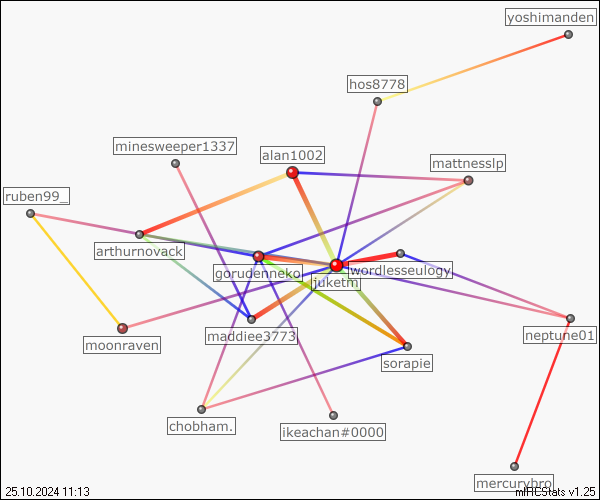 yoshimanden
hos8778
minesweeper1337
alan1002
mattnesslp
ruben99_
arthurnovack
gorudenneko
wordlesseulogy
juketm
maddiee3773
neptune01
moonraven
sorapie
chobham.
ikeachan#0000
mercurybro
25.10.2024 11:13
mIRCStats v1.25